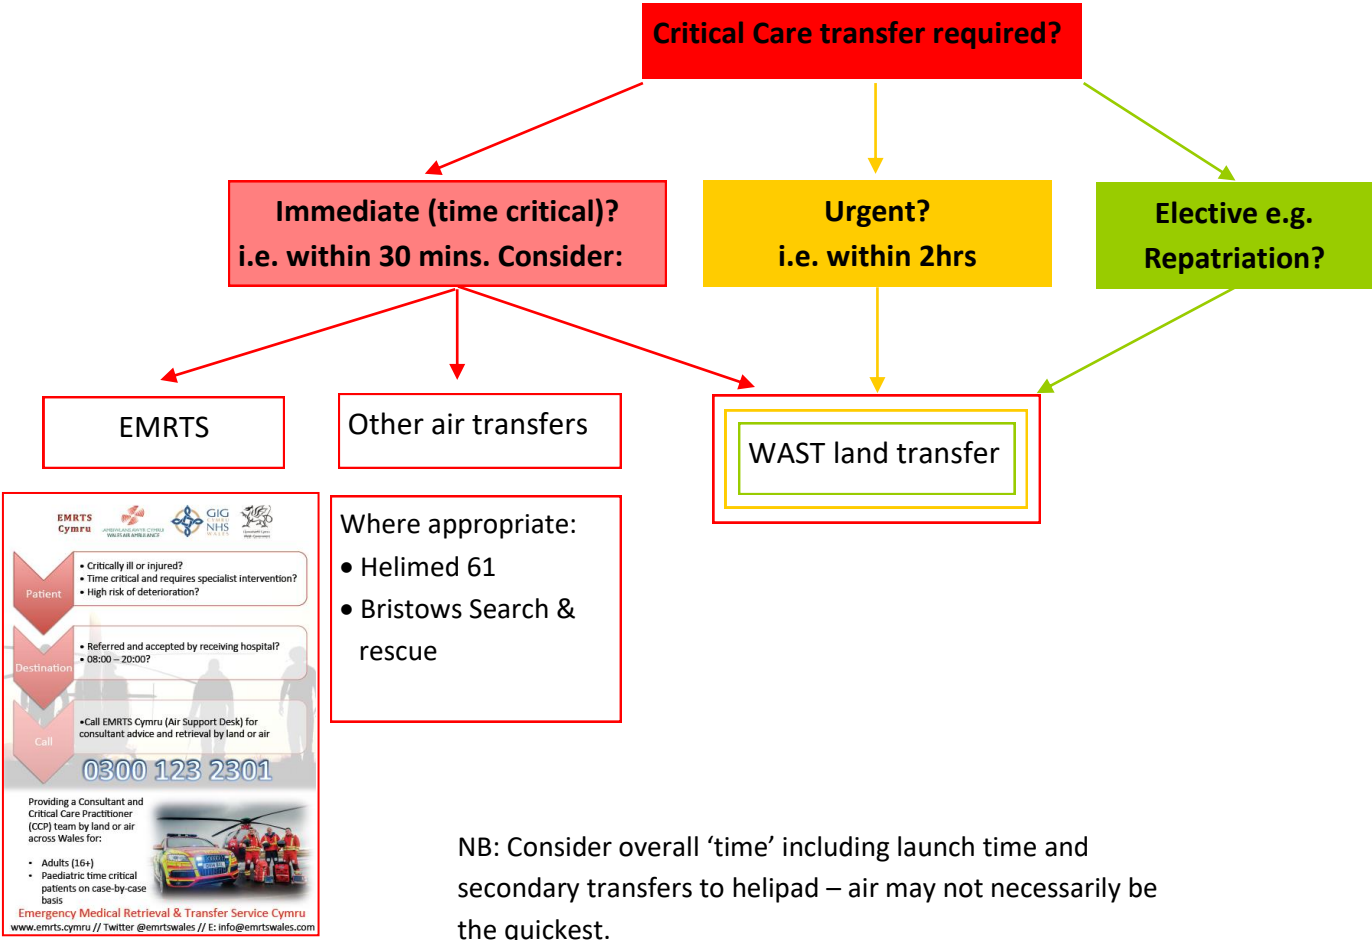 Critical Care transfer required?
Immediate (time critical)?
i.e. within 30 mins. Consider:
Urgent?
i.e. within 2hrs
Elective e.g.
Repatriation?
EMRTS
Other air transfers
WAST land transfer
Where appropriate:
• Helimed 61
• Bristows Search &
rescue
EMRTS
Cymru
WALES AIR AMBULANCE
GIG
CYMRU
NHS
WALES
Patient
• Critically ill or injured?
• Time critical and requires specialist intervention?
• High risk of deterioration?
Destination
• Referred and accepted by receiving hospital?
• 08:00 – 20:00?
Call
•Call EMRTS Cymru (Air Support Desk) for
consultant advice and retrieval by land or air
0300 123 2301
Providing a Consultant and
Critical Care Practitioner
(CCP) team by land or air
across Wales for:
• Adults (16+)
• Paediatric time critical
patients on case-by-case
basis
Emergency Medical Retrieval & Transfer Service Cymru
www.emrts.cymru // Twitter @emrtswales // E: info@emrtswales.com
NB: Consider overall ‘time’ including launch time and
secondary transfers to helipad – air may not necessarily be
the quickest.